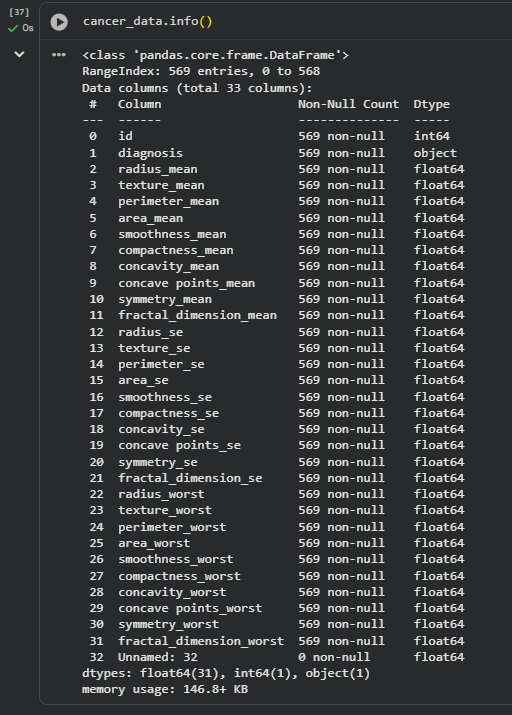 [37]
0s
cancer_data.info()
<class 'pandas.core.frame.DataFrame'>
RangeIndex: 569 entries, 0 to 568
Data columns (total 33 columns):
 #   Column                   Non-Null Count  Dtype
---  ------                   --------------  -----
 0   id                       569 non-null    int64
 1   diagnosis                569 non-null    object
 2   radius_mean              569 non-null    float64
 3   texture_mean             569 non-null    float64
 4   perimeter_mean           569 non-null    float64
 5   area_mean                569 non-null    float64
 6   smoothness_mean          569 non-null    float64
 7   compactness_mean         569 non-null    float64
 8   concavity_mean           569 non-null    float64
 9   concave points_mean      569 non-null    float64
 10  symmetry_mean            569 non-null    float64
 11  fractal_dimension_mean   569 non-null    float64
 12  radius_se                569 non-null    float64
 13  texture_se               569 non-null    float64
 14  perimeter_se             569 non-null    float64
 15  area_se                  569 non-null    float64
 16  smoothness_se            569 non-null    float64
 17  compactness_se           569 non-null    float64
 18  concavity_se             569 non-null    float64
 19  concave points_se        569 non-null    float64
 20  symmetry_se              569 non-null    float64
 21  fractal_dimension_se     569 non-null    float64
 22  radius_worst             569 non-null    float64
 23  texture_worst            569 non-null    float64
 24  perimeter_worst          569 non-null    float64
 25  area_worst               569 non-null    float64
 26  smoothness_worst         569 non-null    float64
 27  compactness_worst        569 non-null    float64
 28  concavity_worst          569 non-null    float64
 29  concave points_worst     569 non-null    float64
 30  symmetry_worst           569 non-null    float64
 31  fractal_dimension_worst  569 non-null    float64
 32  Unnamed: 32              0 non-null      float64
dtypes: float64(31), int64(1), object(1)
memory usage: 146.8+ KB